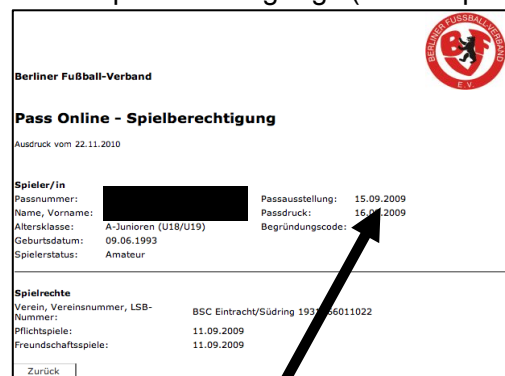 BERLINER FUSSBALL-VERBAND
BFV
E.V.
Berliner Fußball-Verband
Pass Online - Spielberechtigung
Ausdruck vom 22.11.2010
Spieler/in
Passnummer: Passausstellung: 15.09.2009
Name, Vorname: Passdruck: 2009
Altersklasse: A-Junioren (U18/U19) Begründungscode:
Geburtsdatum: 09.06.1993
Spielerstatus: Amateur
Spielrechte
Verein, Vereinsnummer, LSB-
Nummer: BSC Eintracht/Südring
Pflichtspiele: 11.09.2009
Freundschaftsspiele: 11.09.2009
Zurück